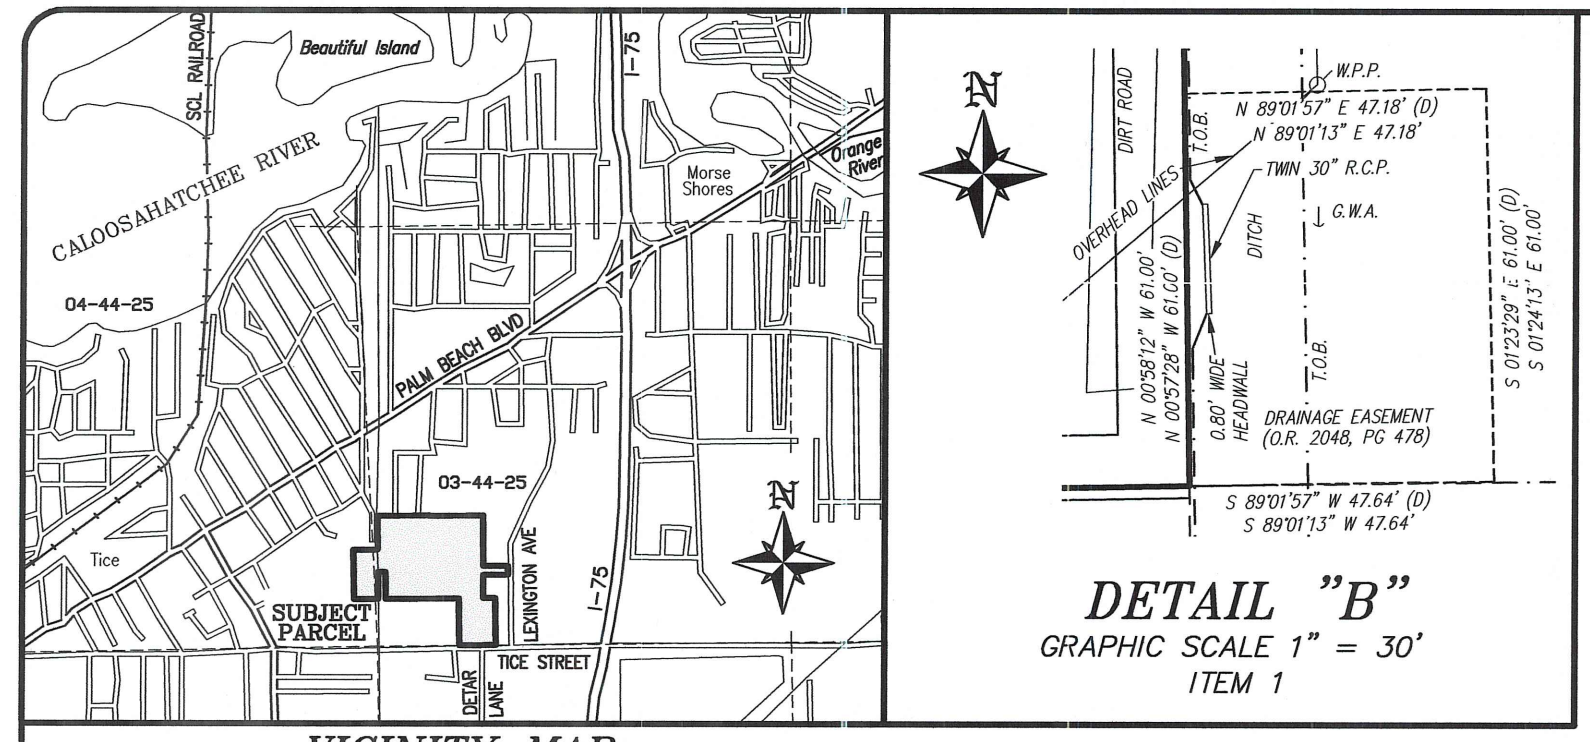 Beautiful Island
SCL RAILROAD
I-75
CALOOSAHATCHEE RIVER
Morse
Shores
Orange
River
04-44-25
PALM BEACH BLVD
03-44-25
N
Tice
SUBJECT
PARCEL
LEXINGTON AVE
I-75
TICE STREET
DETAR
LANE
N
DIRT ROAD
T.O.B.
W.P.P.
N 89°01'57" E 47.18' (D)
N 89°01'13" E 47.18'
TWIN 30" R.C.P.
OVERHEAD LINES
DITCH
G.W.A.
N 00°58'12" W 61.00'
N 00°57'28" W 61.00' (D)
S 01°23'29" E 61.00' (D)
S 01°24'13" E 61.00'
0.80' WIDE
HEADWALL
T.O.B.
DRAINAGE EASEMENT
(O.R. 2048, PG 478)
S 89°01'57" W 47.64' (D)
S 89°01'13" W 47.64'
DETAIL "B"
GRAPHIC SCALE 1" = 30'
ITEM 1
VICINITY MAP